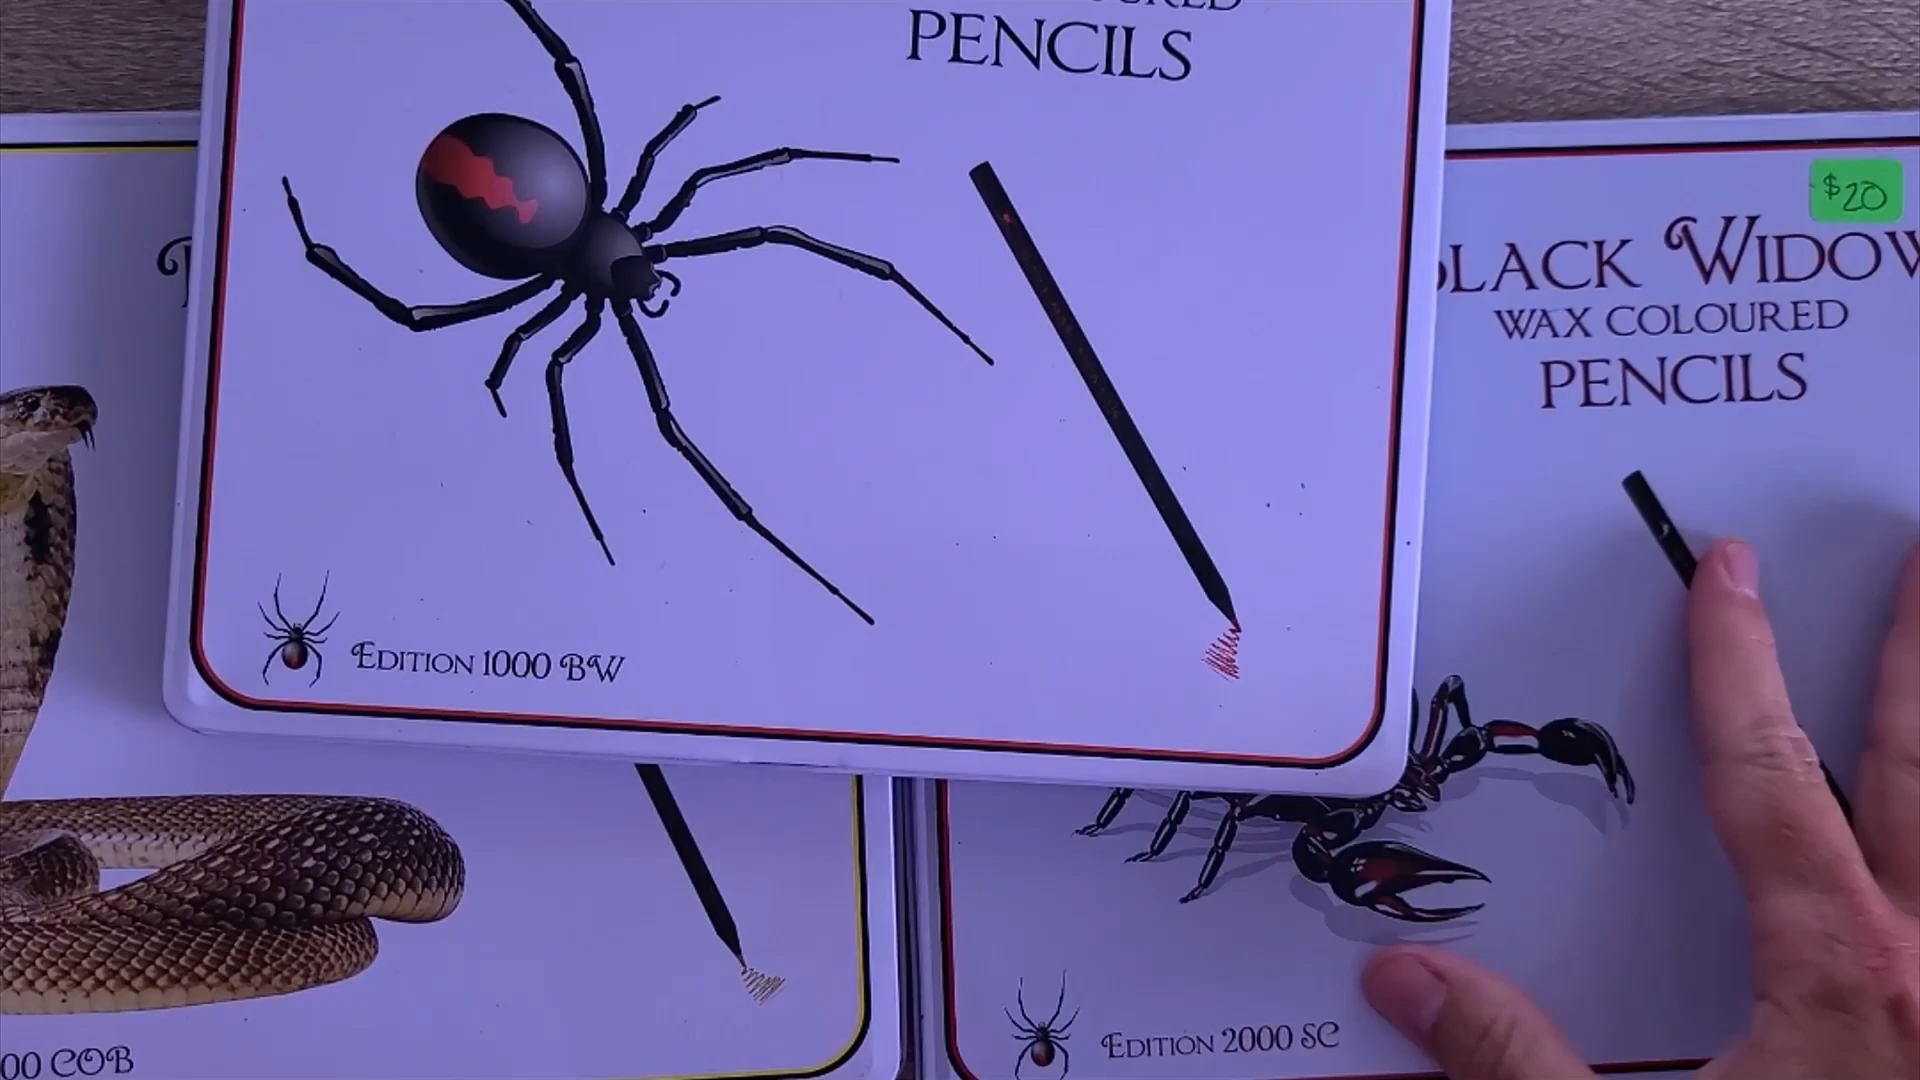 PENCILS
EDITION 1000 BW
$20
BLACK WIDOW
WAX COLOURED
PENCILS
EDITION 2000 SC
00 COB